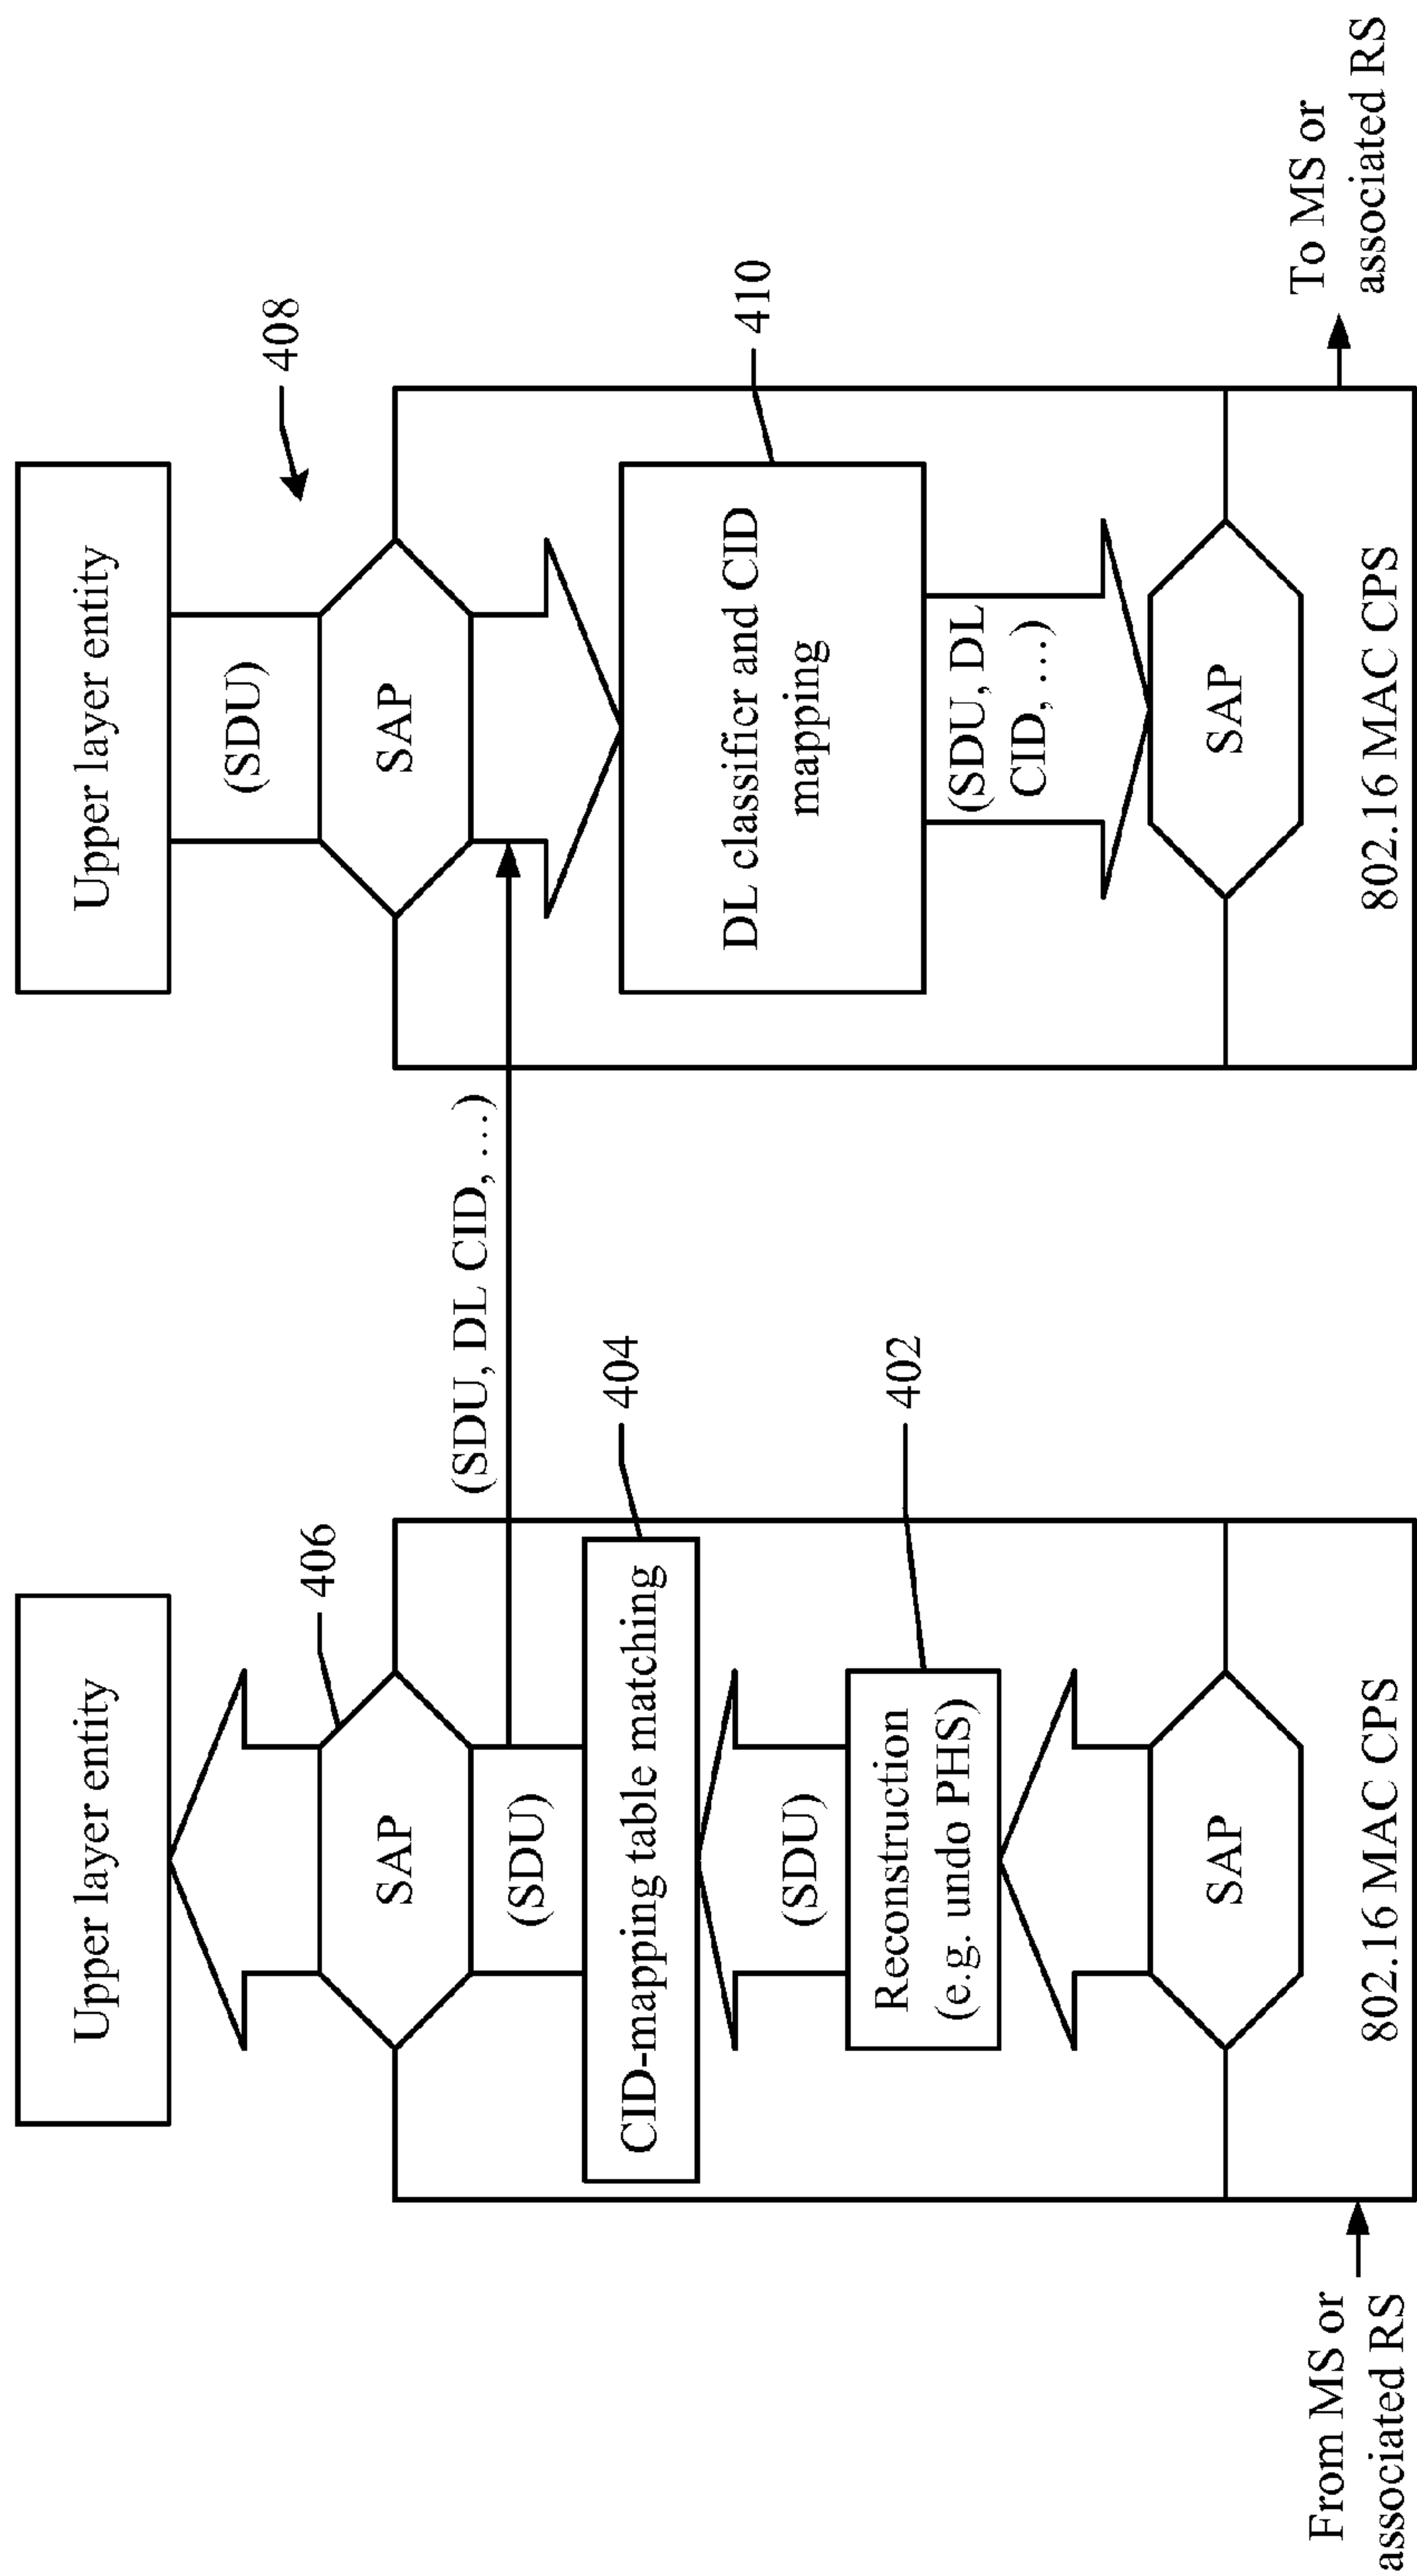 Upper layer entity
406
SAP
(SDU)
CID-mapping table matching
404
(SDU)
Reconstruction
(e.g. undo PHS)
402
SAP
802.16 MAC CPS
From MS or
associated RS
(SDU, DL CID, …)
Upper layer entity
408
(SDU)
SAP
410
DL classifier and CID
mapping
(SDU, DL
CID, …)
SAP
802.16 MAC CPS
To MS or
associated RS